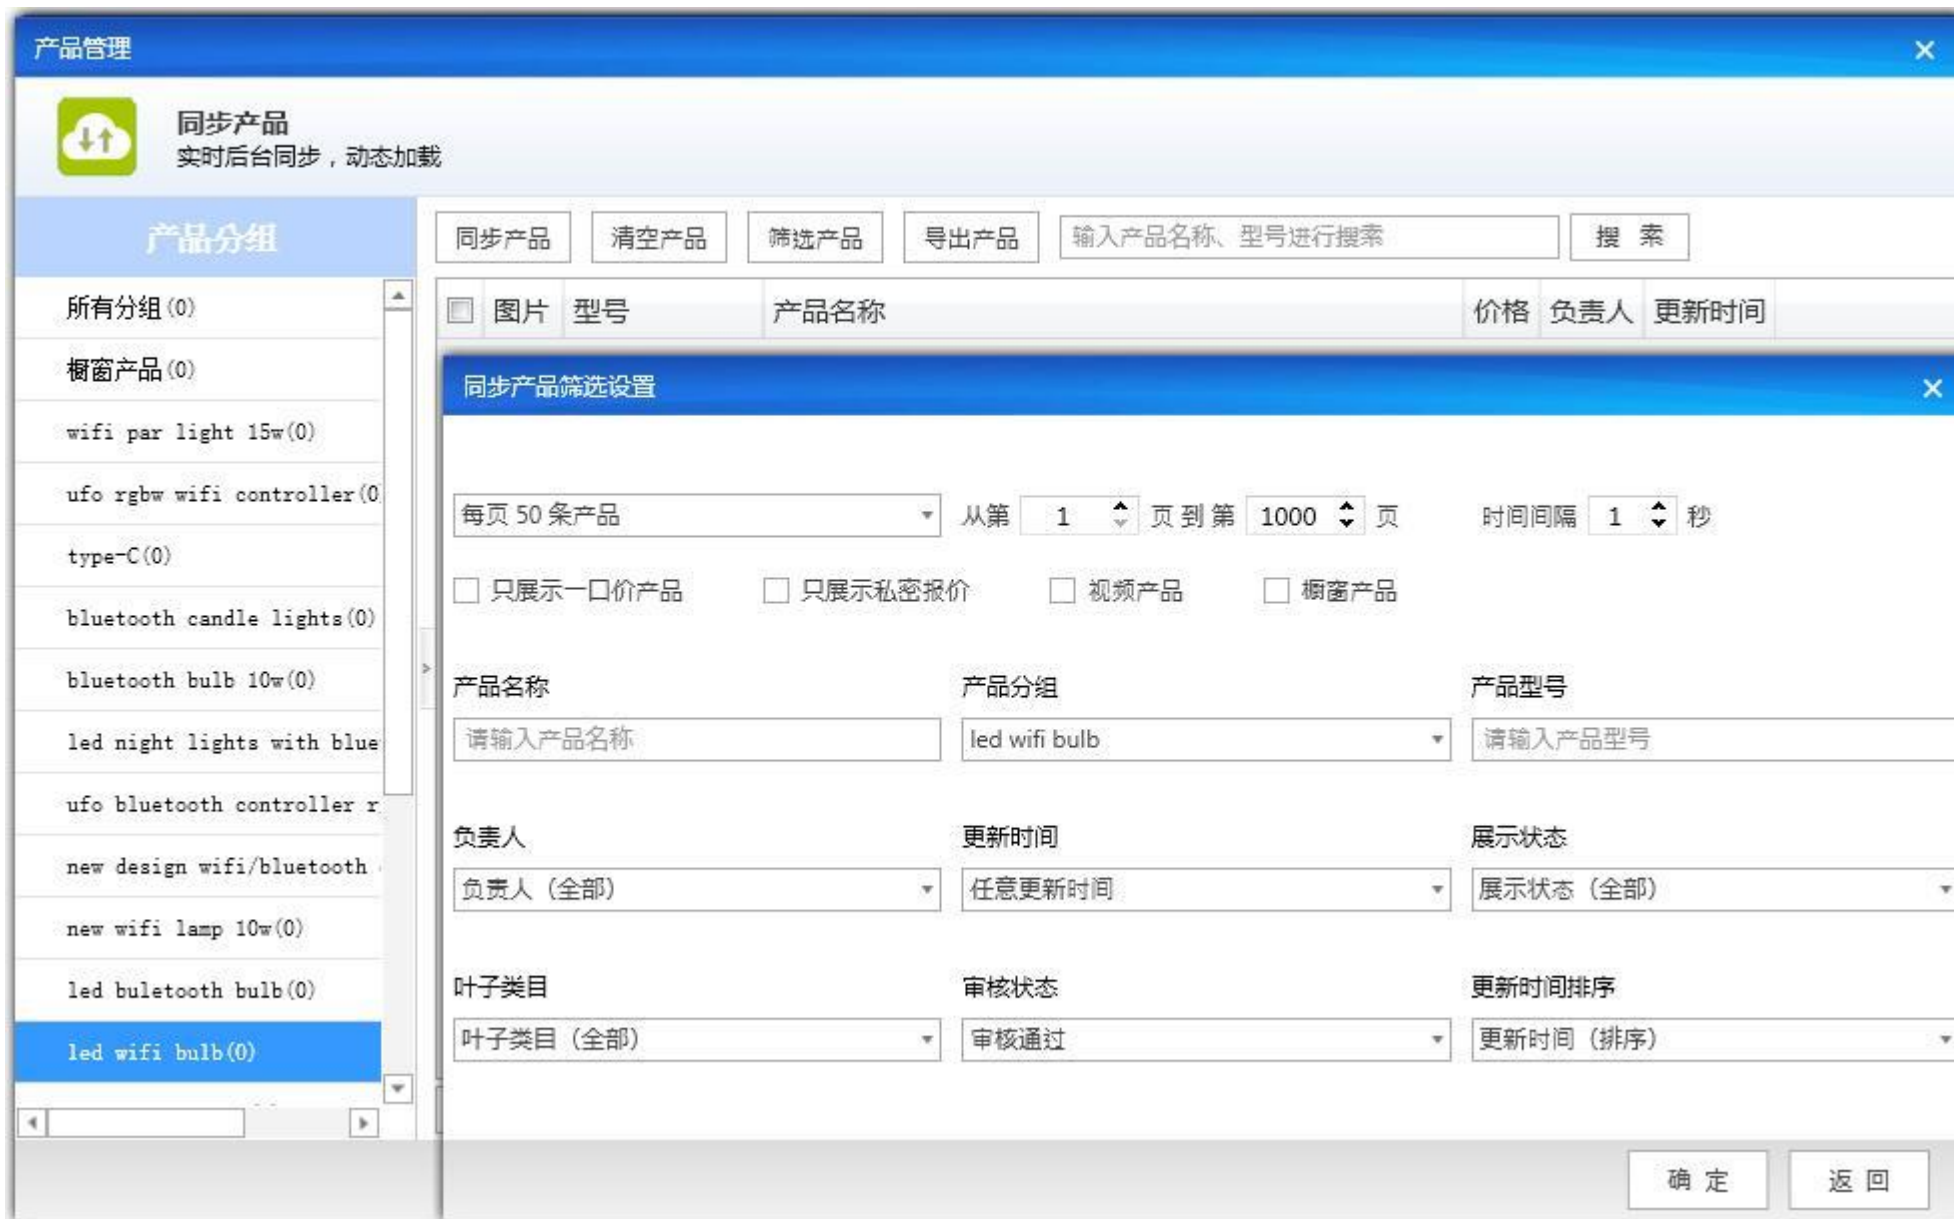 产品管理
同步产品
实时后台同步，动态加载
产品分组
同步产品 清空产品 筛选产品 导出产品 输入产品名称、型号进行搜索 搜 索
所有分组(0)
橱窗产品(0)
wifi par light 15w(0)
ufo rgbw wifi controller(0
type-C(0)
bluetooth candle lights(0)
bluetooth bulb 10w(0)
led night lights with blue
ufo bluetooth controller r
new design wifi/bluetooth
new wifi lamp 10w(0)
led buletooth bulb(0)
led wifi bulb(0)
图片 型号 产品名称 价格 负责人 更新时间
同步产品筛选设置
每页 50 条产品 从第 1 页 到 第 1000 页 时间间隔 1 秒
只展示一口价产品 只展示私密报价 视频产品 橱窗产品
产品名称 产品分组 产品型号
请输入产品名称 led wifi bulb 请输入产品型号
负责人 更新时间 展示状态
负责人（全部） 任意更新时间 展示状态（全部）
叶子类目 审核状态 更新时间排序
叶子类目（全部） 审核通过 更新时间（排序）
确 定 返 回